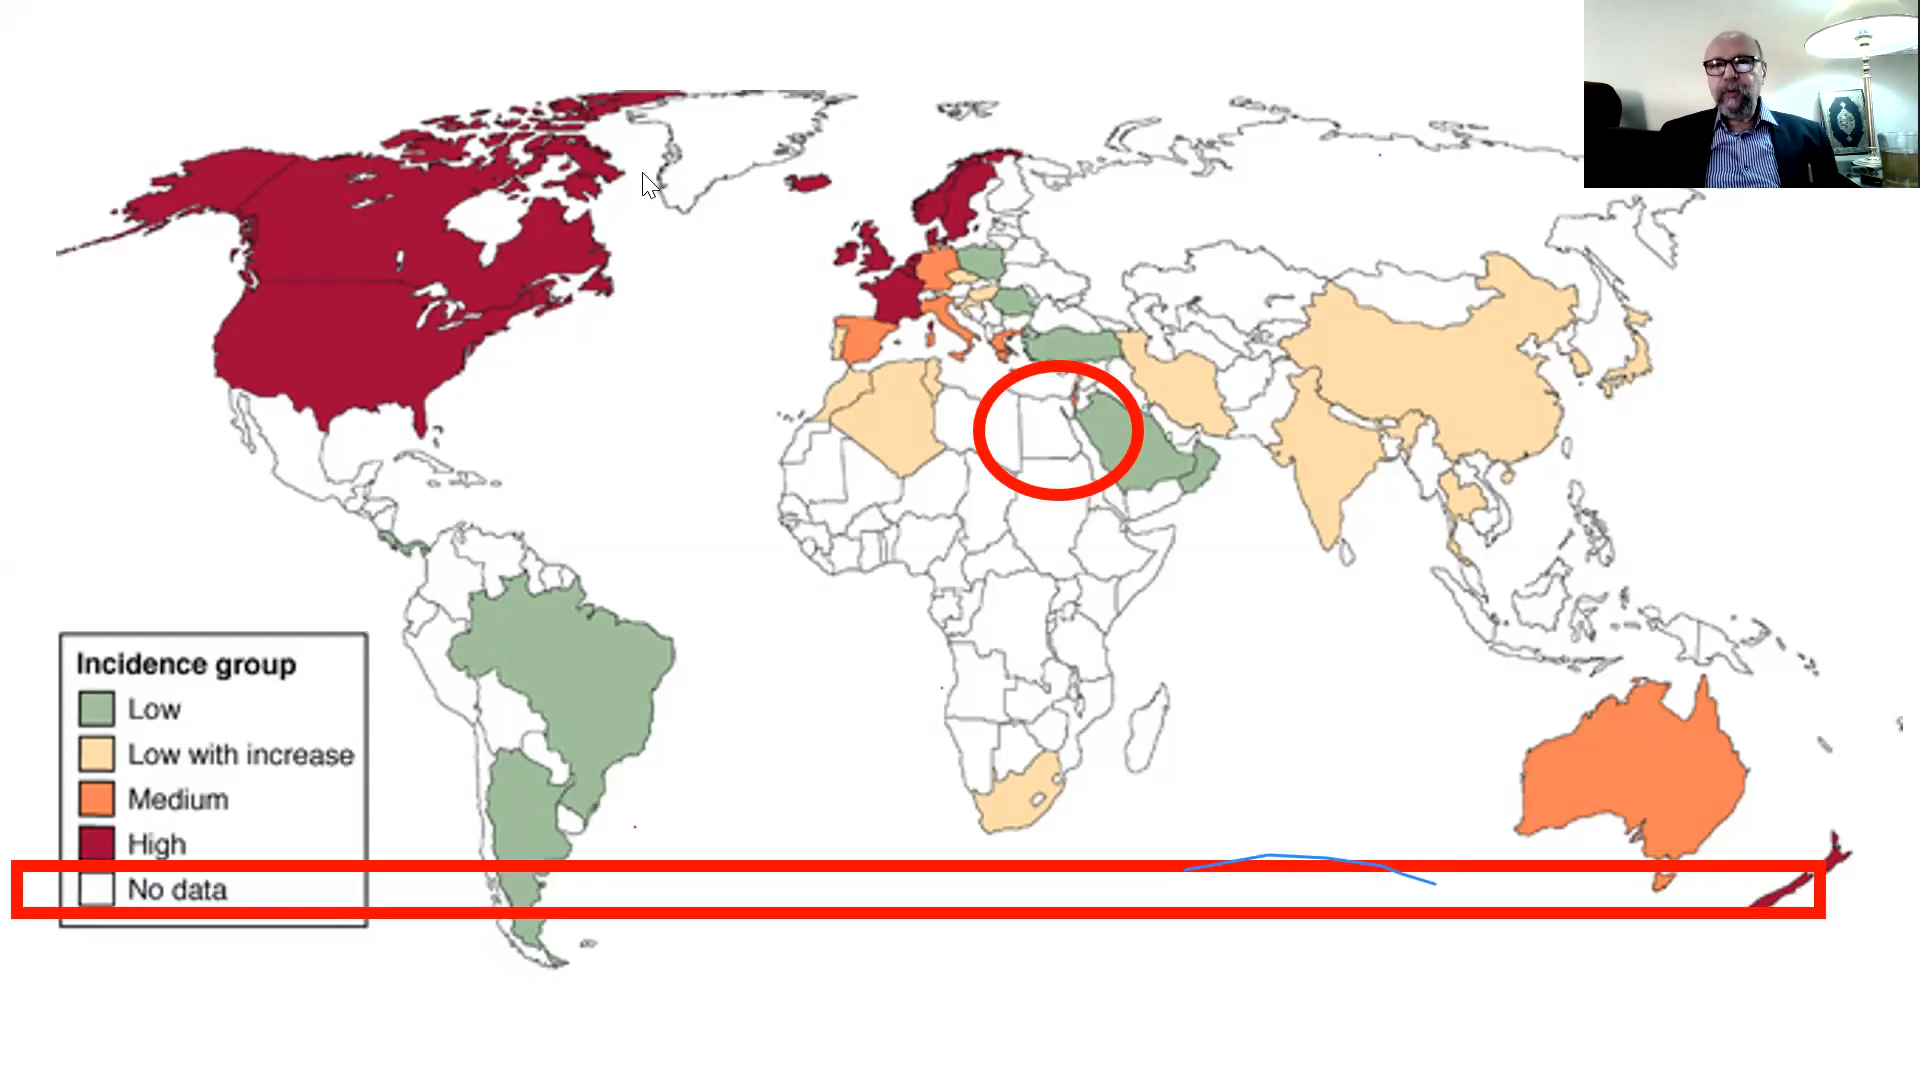 Incidence group
Low
Low with increase
Medium
High
No data